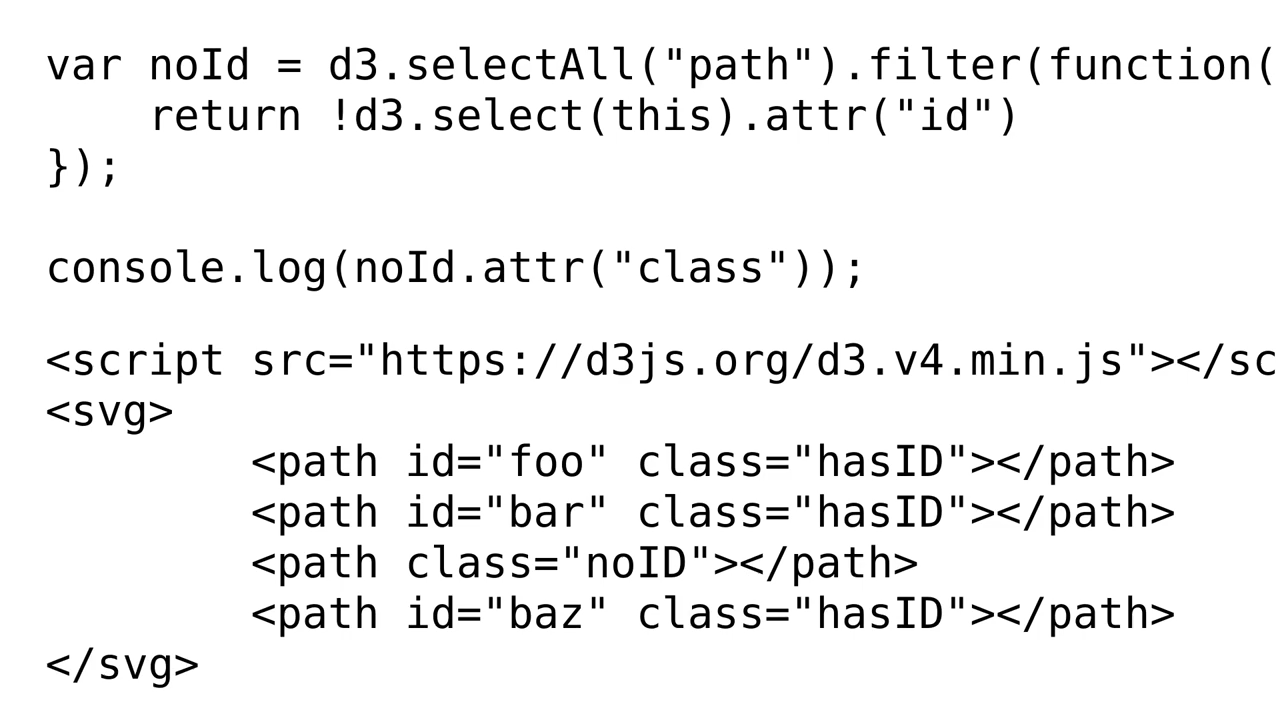 var noId = d3.selectAll("path").filter(function(
    return !d3.select(this).attr("id")
});

console.log(noId.attr("class"));

<script src="https://d3js.org/d3.v4.min.js"></sc
<svg>
        <path id="foo" class="hasID"></path>
        <path id="bar" class="hasID"></path>
        <path class="noID"></path>
        <path id="baz" class="hasID"></path>
</svg>